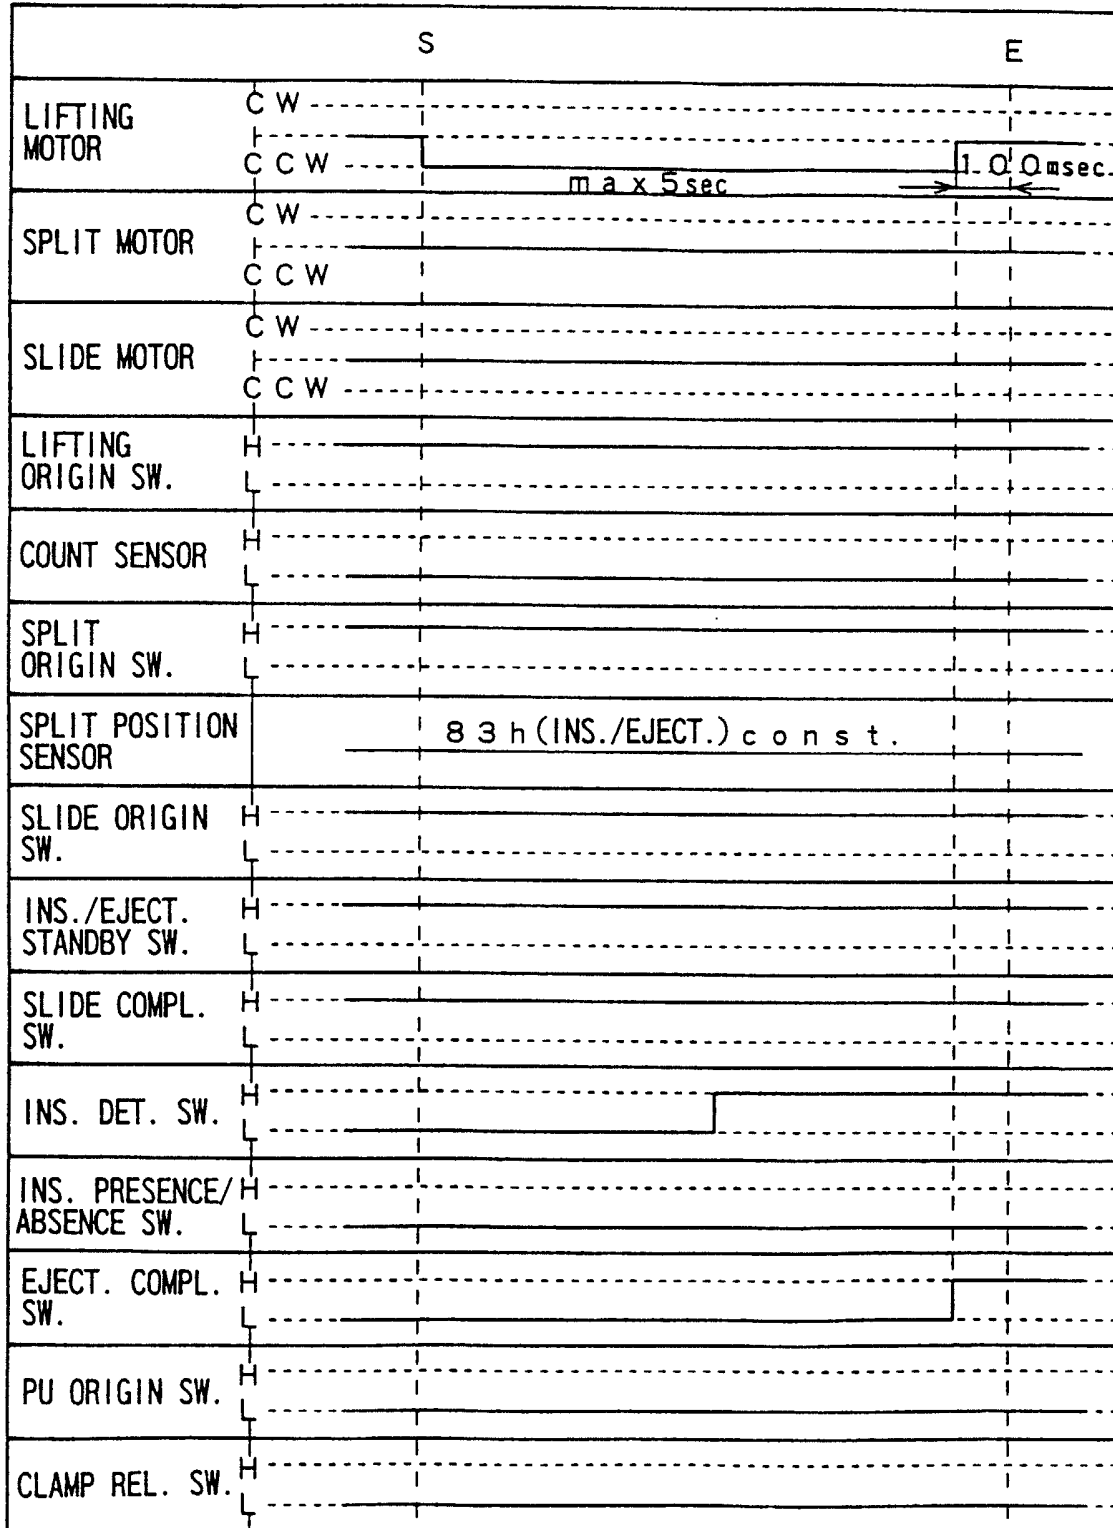 S E
LIFTING MOTOR
CW
CCW
max 5sec
100msec.
SPLIT MOTOR
CW
CCW
SLIDE MOTOR
CW
CCW
LIFTING
ORIGIN SW.
H
L
COUNT SENSOR
H
L
SPLIT
ORIGIN SW.
H
L
SPLIT POSITION
SENSOR
83h(INS./EJECT.)const.
SLIDE ORIGIN
SW.
H
L
INS./EJECT.
STANDBY SW.
H
L
SLIDE COMPL.
SW.
H
L
INS. DET. SW.
H
L
INS. PRESENCE/
ABSENCE SW.
H
L
EJECT. COMPL.
SW.
H
L
PU ORIGIN SW.
H
L
CLAMP REL. SW.
H
L